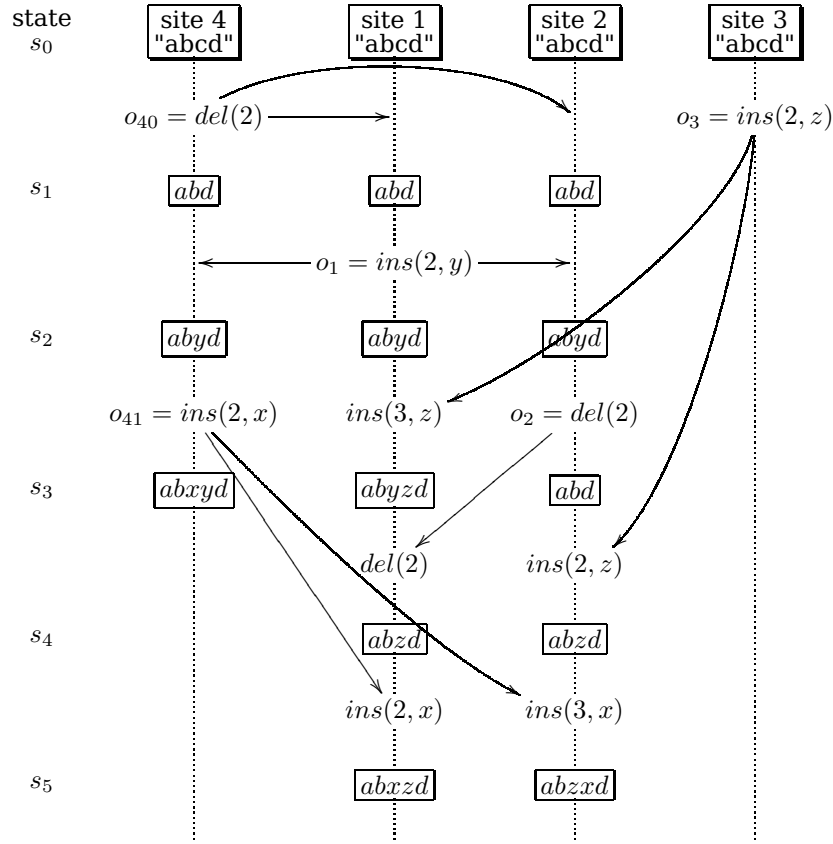 state
site 4
site 1
site 2
site 3
s₀
"abcd"
"abcd"
"abcd"
"abcd"
o₄₀ = del(2)
o₃ = ins(2, z)
s₁
abd
abd
abd
o₁ = ins(2, y)
s₂
abyd
abyd
abyd
o₄₁ = ins(2, x)
ins(3, z)
o₂ = del(2)
s₃
abxyd
abyzd
abd
del(2)
ins(2, z)
s₄
abzd
abzd
ins(2, x)
ins(3, x)
s₅
abxzd
abzxd